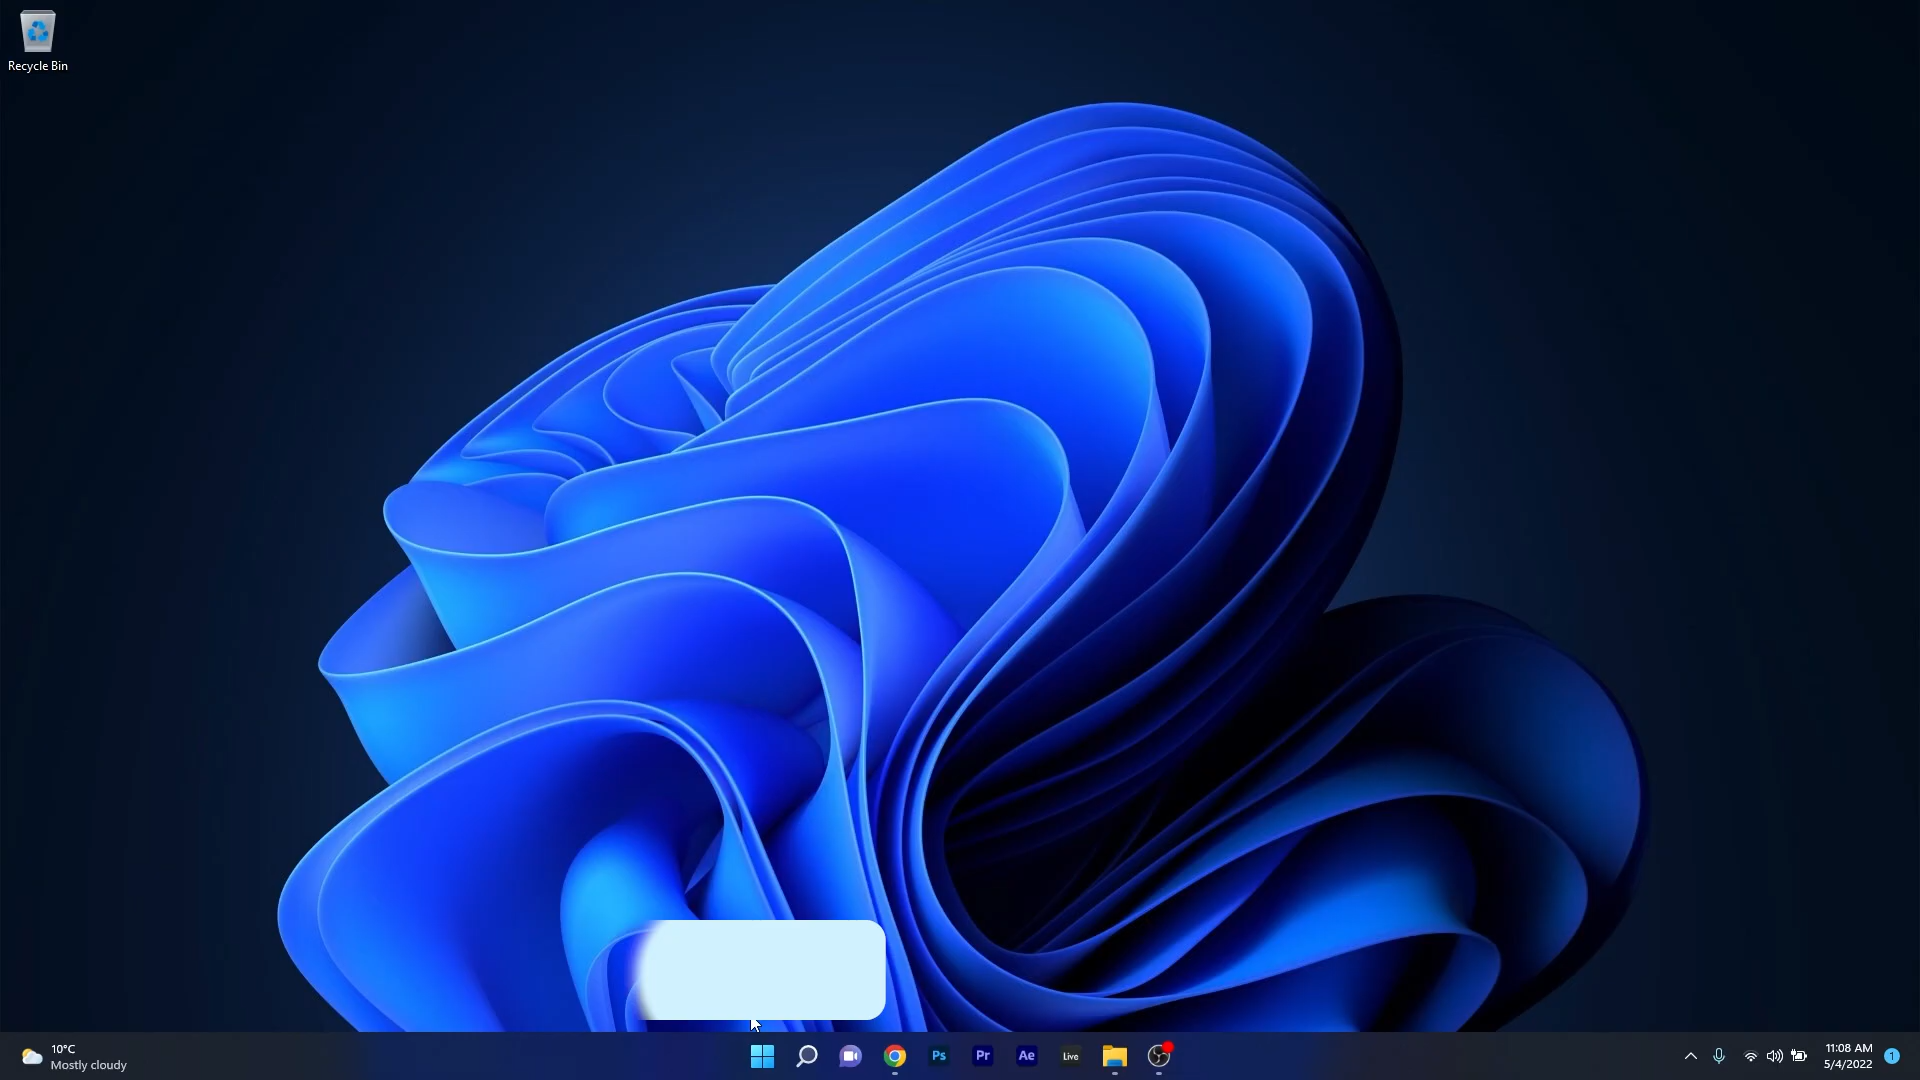 Recycle Bin
10°C
Mostly cloudy
Ps
Pr
Ae
Live
11:08 AM
5/4/2022
1